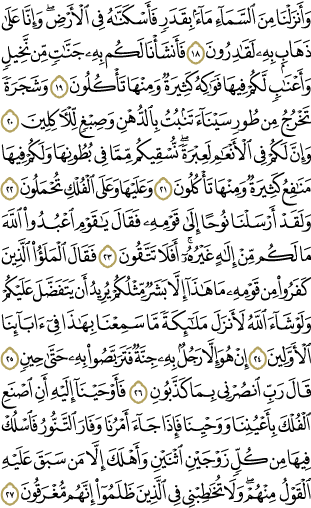 وَأَنزَلْنَا مِنَ ٱلسَّمَآءِ مَآءًۢ بِقَدَرٍ فَأَسْكَنَّٰهُ فِى ٱلْأَرْضِ ۖ وَإِنَّا عَلَىٰ
ذَهَابٍۭ بِهِۦ لَقَٰدِرُونَ ١٨ فَأَنشَأْنَا لَكُم بِهِۦ جَنَّٰتٍ مِّن نَّخِيلٍ
وَأَعْنَٰبٍ لَّكُمْ فِيهَا فَوَٰكِهُ كَثِيرَةٌ وَمِنْهَا تَأْكُلُونَ ١٩ وَشَجَرَةً
تَخْرُجُ مِن طُورِ سَيْنَآءَ تَنۢبُتُ بِٱلدُّهْنِ وَصِبْغٍ لِّلْءَاكِلِينَ ٢٠
وَإِنَّ لَكُمْ فِى ٱلْأَنْعَٰمِ لَعِبْرَةً ۖ نُّسْقِيكُم مِّمَّا فِى بُطُونِهَا وَلَكُمْ فِيهَا
مَنَٰفِعُ كَثِيرَةٌ وَمِنْهَا تَأْكُلُونَ ٢١ وَعَلَيْهَا وَعَلَى ٱلْفُلْكِ تُحْمَلُونَ ٢٢
وَلَقَدْ أَرْسَلْنَا نُوحًا إِلَىٰ قَوْمِهِۦ فَقَالَ يَٰقَوْمِ ٱعْبُدُوا۟ ٱللَّهَ
مَا لَكُم مِّنْ إِلَٰهٍ غَيْرُهُۥٓ ۖ أَفَلَا تَتَّقُونَ ٢٣ فَقَالَ ٱلْمَلَؤُا۟ ٱلَّذِينَ
كَفَرُوا۟ مِن قَوْمِهِۦ مَا هَٰذَآ إِلَّا بَشَرٌ مِّثْلُكُمْ يُرِيدُ أَن يَتَفَضَّلَ عَلَيْكُمْ
وَلَوْ شَآءَ ٱللَّهُ لَأَنزَلَ مَلَٰٓئِكَةً مَّا سَمِعْنَا بِهَٰذَا فِىٓ ءَابَآئِنَا
ٱلْأَوَّلِينَ ٢٤ إِنْ هُوَ إِلَّا رَجُلٌۢ بِهِۦ جِنَّةٌ فَتَرَبَّصُوا۟ بِهِۦ حَتَّىٰ حِينٍ ٢٥
قَالَ رَبِّ ٱنصُرْنِى بِمَا كَذَّبُونِ ٢٦ فَأَوْحَيْنَآ إِلَيْهِ أَنِ ٱصْنَعِ
ٱلْفُلْكَ بِأَعْيُنِنَا وَوَحْيِنَا فَإِذَا جَآءَ أَمْرُنَا وَفَارَ ٱلتَّنُّورُ ۙ فَٱسْلُكْ
فِيهَا مِن كُلٍّ زَوْجَيْنِ ٱثْنَيْنِ وَأَهْلَكَ إِلَّا مَن سَبَقَ عَلَيْهِ
ٱلْقَوْلُ مِنْهُمْ ۖ وَلَا تُخَٰطِبْنِى فِى ٱلَّذِينَ ظَلَمُوٓا۟ ۖ إِنَّهُم مُّغْرَقُونَ ٢٧